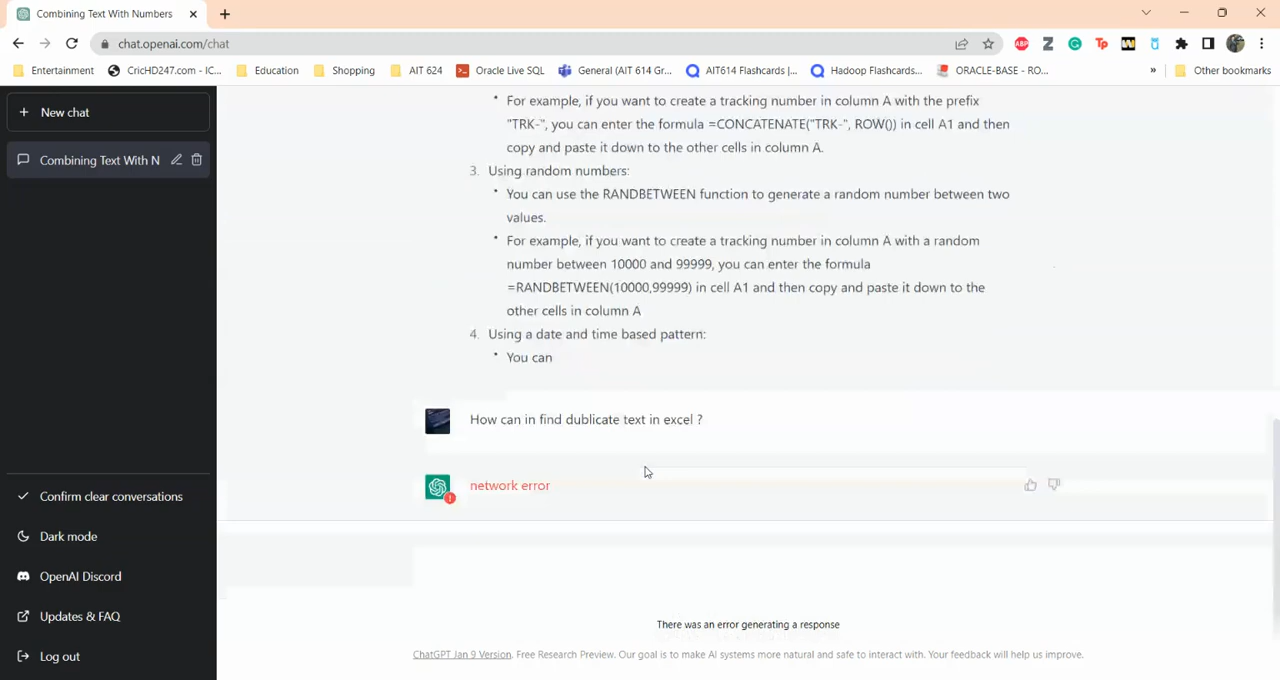 Combining Text With Numbers
chat.openai.com/chat
ABP
Z
G
Tp
W
Entertainment
CricHD247.com - IC...
Education
Shopping
AIT 624
Oracle Live SQL
General (AIT 614 Gr...
AIT614 Flashcards |...
Hadoop Flashcards...
ORACLE-BASE - RO...
»
Other bookmarks
New chat
Combining Text With N
Confirm clear conversations
Dark mode
OpenAI Discord
Updates & FAQ
Log out
• For example, if you want to create a tracking number in column A with the prefix
"TRK-", you can enter the formula =CONCATENATE("TRK-", ROW()) in cell A1 and then
copy and paste it down to the other cells in column A.
3. Using random numbers:
• You can use the RANDBETWEEN function to generate a random number between two
values.
• For example, if you want to create a tracking number in column A with a random
number between 10000 and 99999, you can enter the formula
=RANDBETWEEN(10000,99999) in cell A1 and then copy and paste it down to the
other cells in column A
4. Using a date and time based pattern:
• You can
How can in find dublicate text in excel ?
network error
There was an error generating a response
ChatGPT Jan 9 Version. Free Research Preview. Our goal is to make AI systems more natural and safe to interact with. Your feedback will help us improve.